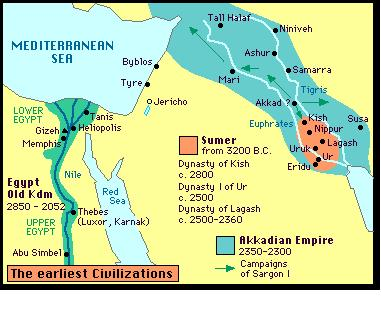 Tall Halaf
Niniveh
MEDITERRANEAN
SEA
Ashur
Byblos
Samarra
Mari
Tyre
Tigris
Jericho
Akkad ?
LOWER
EGYPT
Tanis
Euphrates
Kish
Susa
Gizeh
Heliopolis
Nippur
Memphis
Sumer
from 3200 B.C.
Lagash
Uruk
Ur
Dynasty of Kish
c. 2800
Eridu
Nile
Egypt
Old Kdm
2850 - 2052
Red
Sea
Dynasty I of Ur
c. 2500
Dynasty of Lagash
c. 2500-2360
UPPER
EGYPT
Thebes
(Luxor, Karnak)
Akkadian Empire
2350-2300
Abu Simbel
Campaigns
of Sargon I
The earliest Civilizations